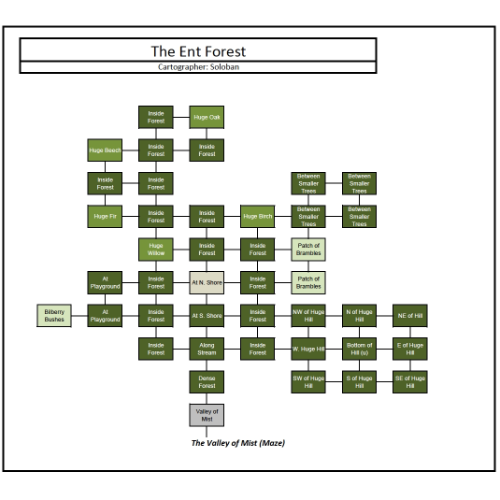 The Ent Forest
Cartographer: Soloban
Inside
Forest
Huge Oak
Huge Beech
Inside
Forest
Inside
Forest
Inside
Forest
Inside
Forest
Between
Smaller
Trees
Between
Smaller
Trees
Huge Fir
Inside
Forest
Inside
Forest
Huge Birch
Between
Smaller
Trees
Between
Smaller
Trees
Huge
Willow
Inside
Forest
Inside
Forest
Patch of
Brambles
At
Playground
Inside
Forest
At N. Shore
Inside
Forest
Patch of
Brambles
Bilberry
Bushes
At
Playground
Inside
Forest
At S. Shore
Inside
Forest
NW of Huge
Hill
N of Huge
Hill
NE of Hill
Inside
Forest
Along
Stream
Inside
Forest
W. Huge Hill
Bottom of
Hill (u)
E of Huge
Hill
Dense
Forest
SW of Huge
Hill
S of Huge
Hill
SE of Huge
Hill
Valley of
Mist
The Valley of Mist (Maze)